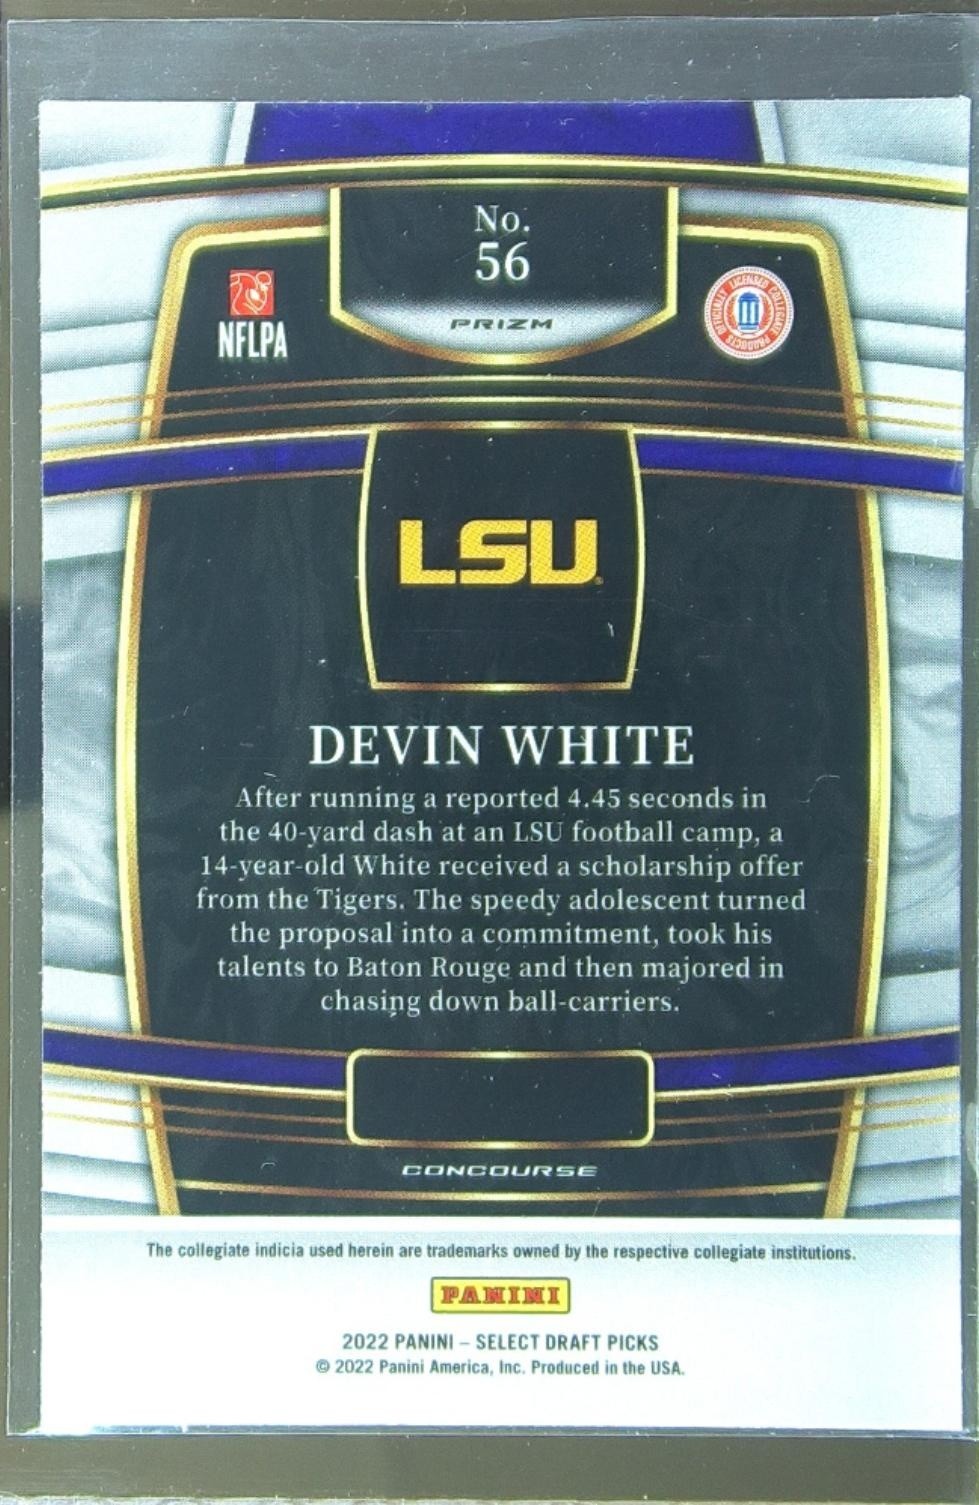 No.
56
PRIZM
NFLPA
OFFICIALLY LICENSED COLLEGIATE PRODUCTS
LSU
DEVIN WHITE
After running a reported 4.45 seconds in
the 40-yard dash at an LSU football camp, a
14-year-old White received a scholarship offer
from the Tigers. The speedy adolescent turned
the proposal into a commitment, took his
talents to Baton Rouge and then majored in
chasing down ball-carriers.
CONCOURSE
The collegiate indicia used herein are trademarks owned by the respective collegiate institutions.
PANINI
2022 PANINI – SELECT DRAFT PICKS
© 2022 Panini America, Inc. Produced in the USA.